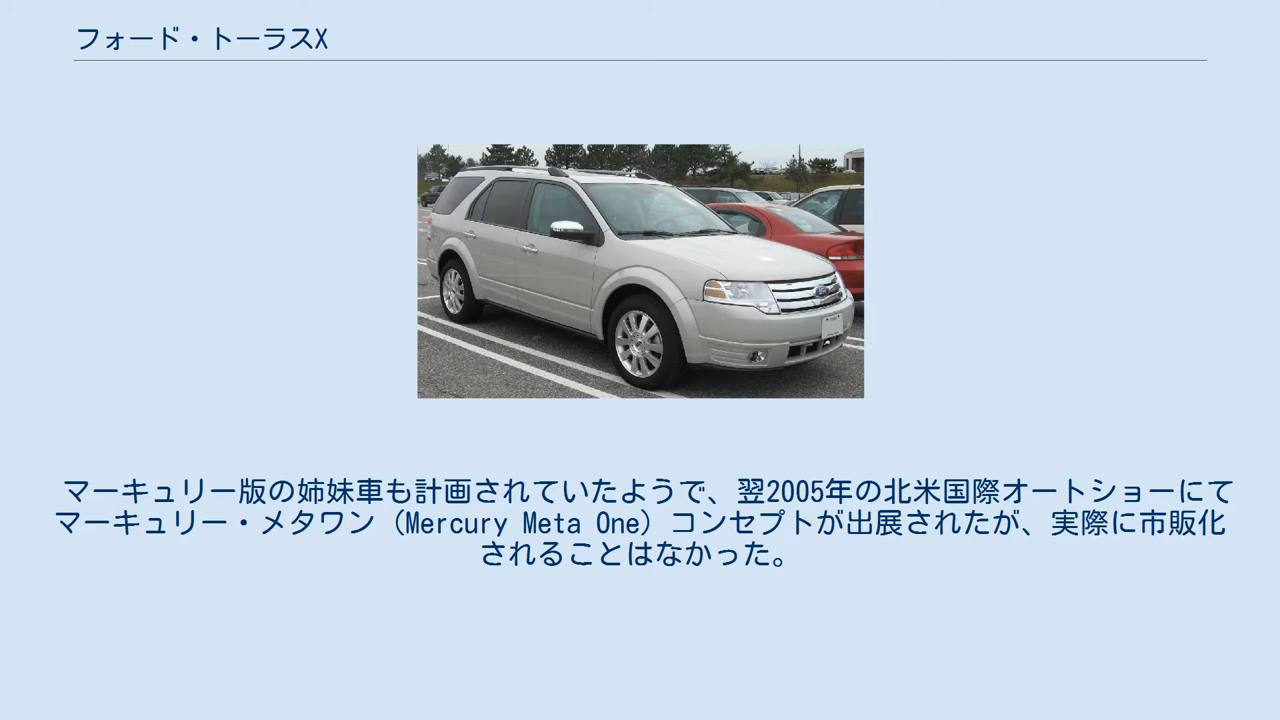 フォード・トーラスX
マーキュリー版の姉妹車も計画されていたようで、翌2005年の北米国際オートショーにて
マーキュリー・メタワン（Mercury Meta One）コンセプトが出展されたが、実際に市販化
されることはなかった。